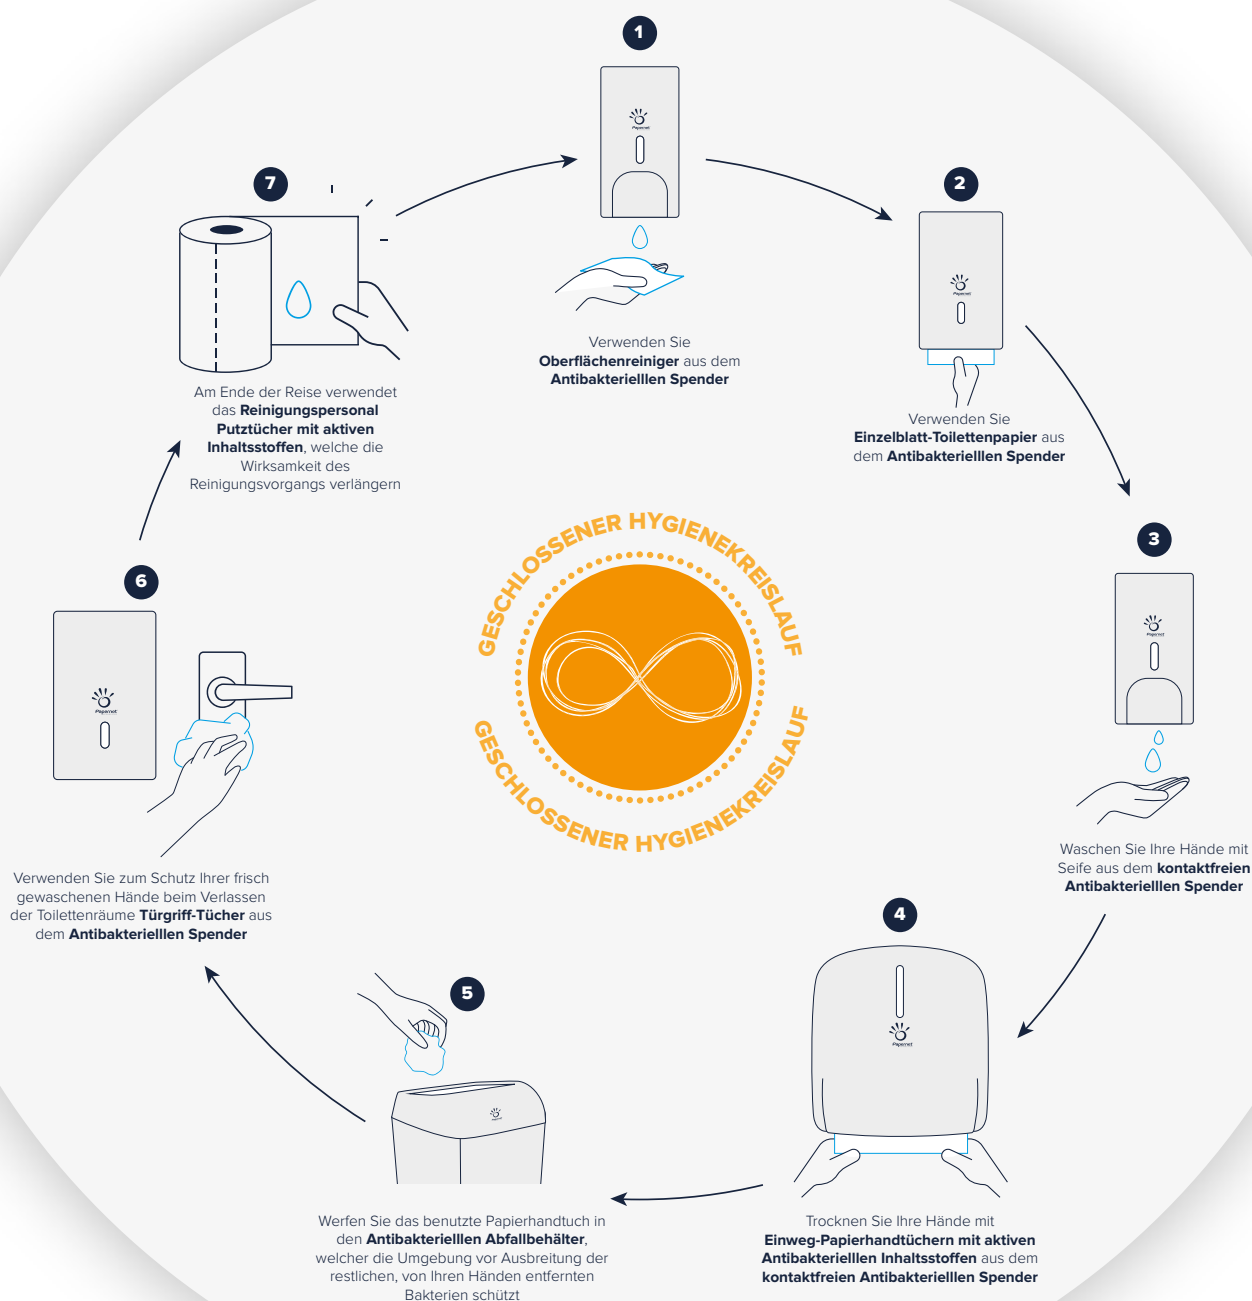 1
Papernet
Verwenden Sie
Oberflächenreiniger aus dem
Antibakterielllen Spender
2
Papernet
Verwenden Sie
Einzelblatt-Toilettenpapier aus
dem Antibakterielllen Spender
3
Papernet
Waschen Sie Ihre Hände mit
Seife aus dem kontaktfreien
Antibakterielllen Spender
4
Papernet
Trocknen Sie Ihre Hände mit
Einweg-Papierhandtüchern mit aktiven
Antibakterielllen Inhaltsstoffen aus dem
kontaktfreien Antibakterielllen Spender
5
Werfen Sie das benutzte Papierhandtuch in
den Antibakterielllen Abfallbehälter,
welcher die Umgebung vor Ausbreitung der
restlichen, von Ihren Händen entfernten
Bakterien schützt
6
Papernet
Verwenden Sie zum Schutz Ihrer frisch
gewaschenen Hände beim Verlassen
der Toilettenräume Türgriff-Tücher aus
dem Antibakterielllen Spender
7
Am Ende der Reise verwendet
das Reinigungspersonal
Putztücher mit aktiven
Inhaltsstoffen, welche die
Wirksamkeit des
Reinigungsvorgangs verlängern
GESCHLOSSENER HYGIENEKREISLAUF
GESCHLOSSENER HYGIENEKREISLAUF